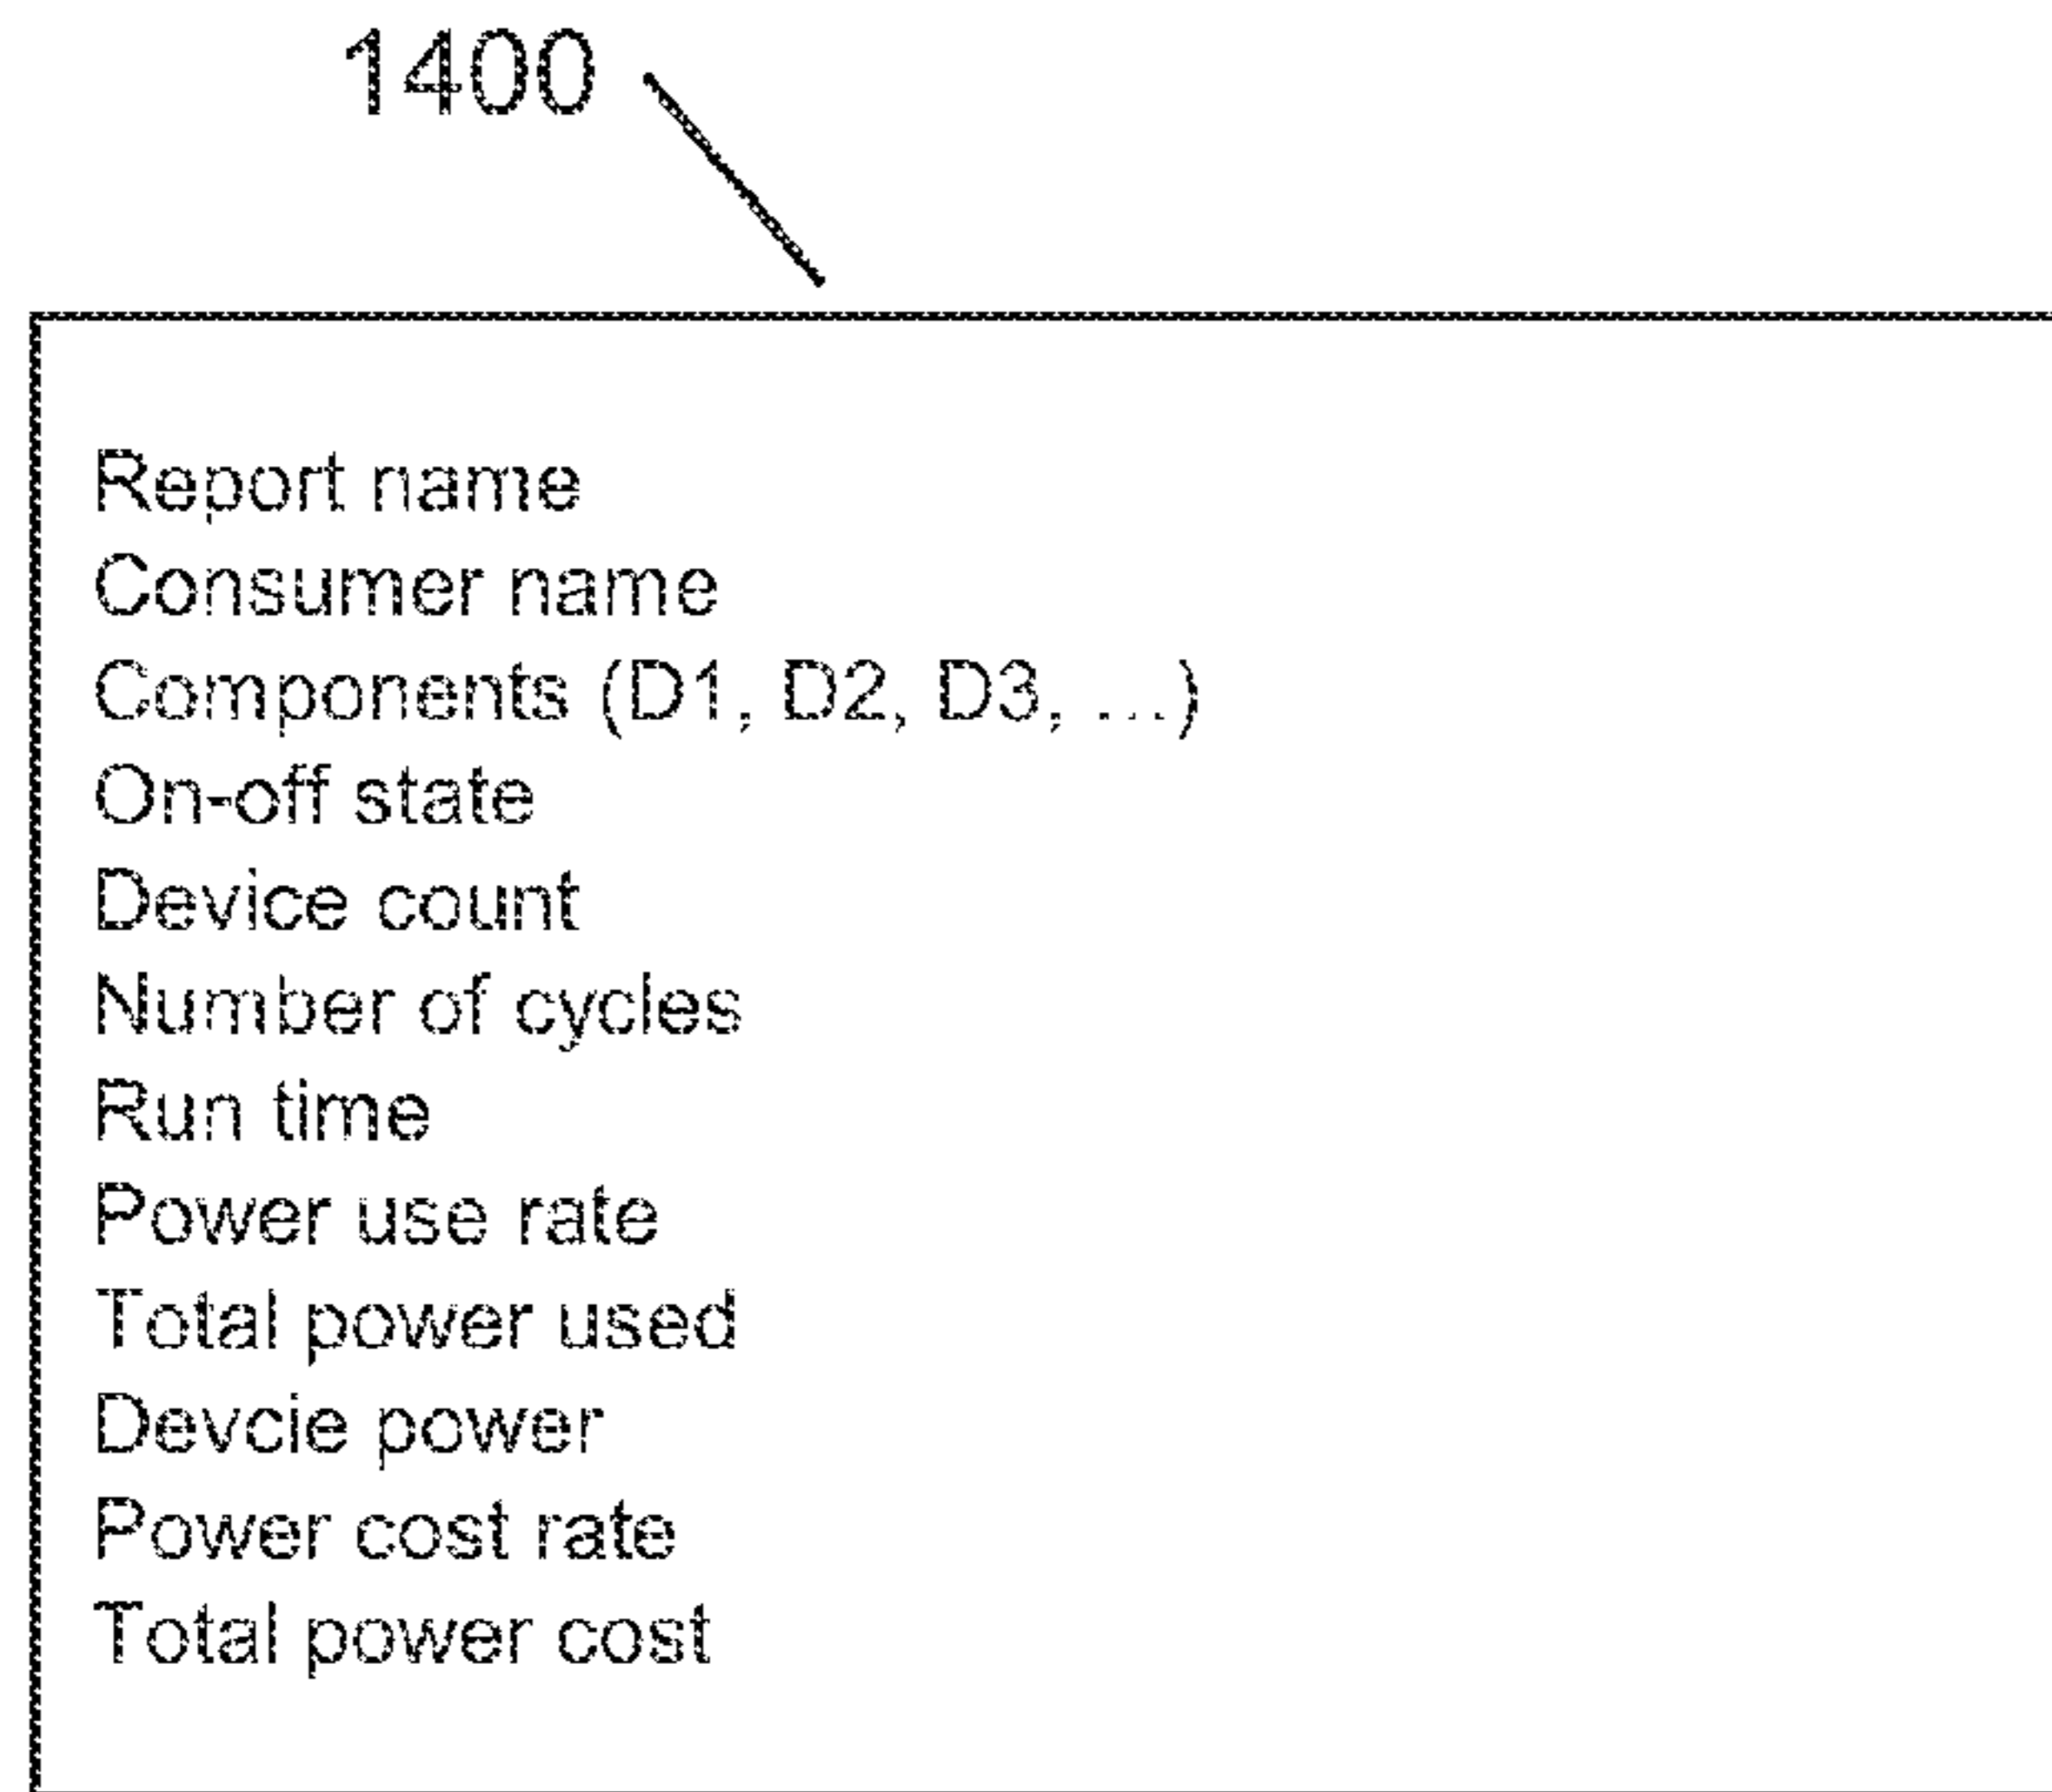 1400
Report name
Consumer name
Components (D1, D2, D3, ...)
On-off state
Device count
Number of cycles
Run time
Power use rate
Total power used
Devcie power
Power cost rate
Total power cost